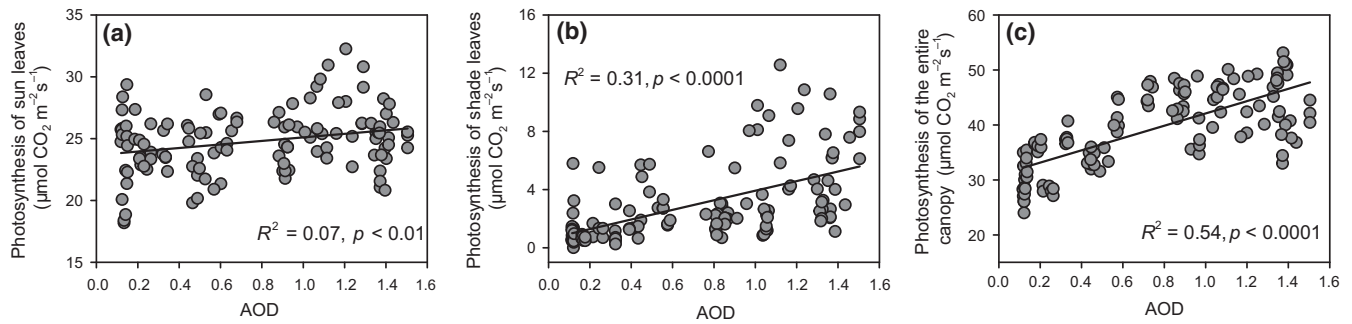 (a)
Photosynthesis of sun leaves
(μmol CO₂ m⁻²s⁻¹)
35
30
25
20
15
R² = 0.07, p < 0.01
0.0 0.2 0.4 0.6 0.8 1.0 1.2 1.4 1.6
AOD
(b)
Photosynthesis of shade leaves
(μmol CO₂ m⁻²s⁻¹)
16
12
8
4
0
R² = 0.31, p < 0.0001
0.0 0.2 0.4 0.6 0.8 1.0 1.2 1.4 1.6
AOD
(c)
Photosynthesis of the entire
canopy (μmol CO₂ m⁻²s⁻¹)
60
50
40
30
20
R² = 0.54, p < 0.0001
0.0 0.2 0.4 0.6 0.8 1.0 1.2 1.4 1.6
AOD